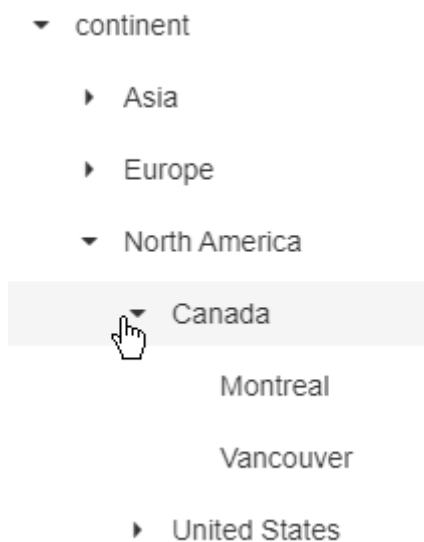 continent
Asia
Europe
North America
Canada
Montreal
Vancouver
United States